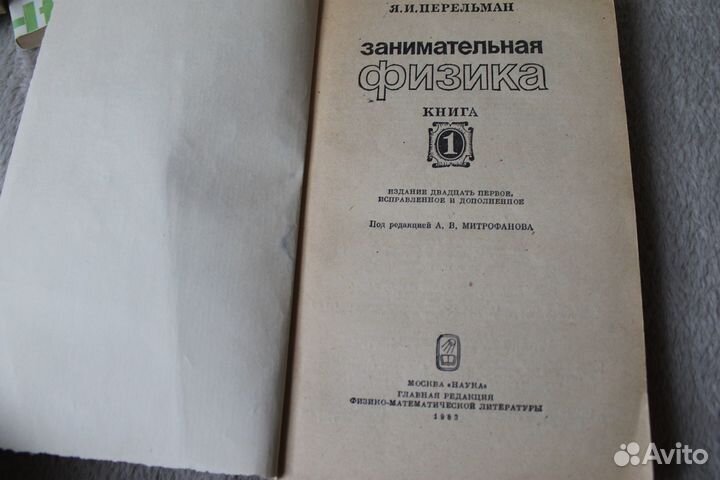 Я.И.ПЕРЕЛЬМАН
занимательная
физика
КНИГА
1
ИЗДАНИЕ ДВАДЦАТЬ ПЕРВОЕ,
ИСПРАВЛЕННОЕ И ДОПОЛНЕННОЕ
Под редакцией А. В. МИТРОФАНОВА
МОСКВА «НАУКА»
ГЛАВНАЯ РЕДАКЦИЯ
ФИЗИКО-МАТЕМАТИЧЕСКОЙ ЛИТЕРАТУРЫ
1983
Avito